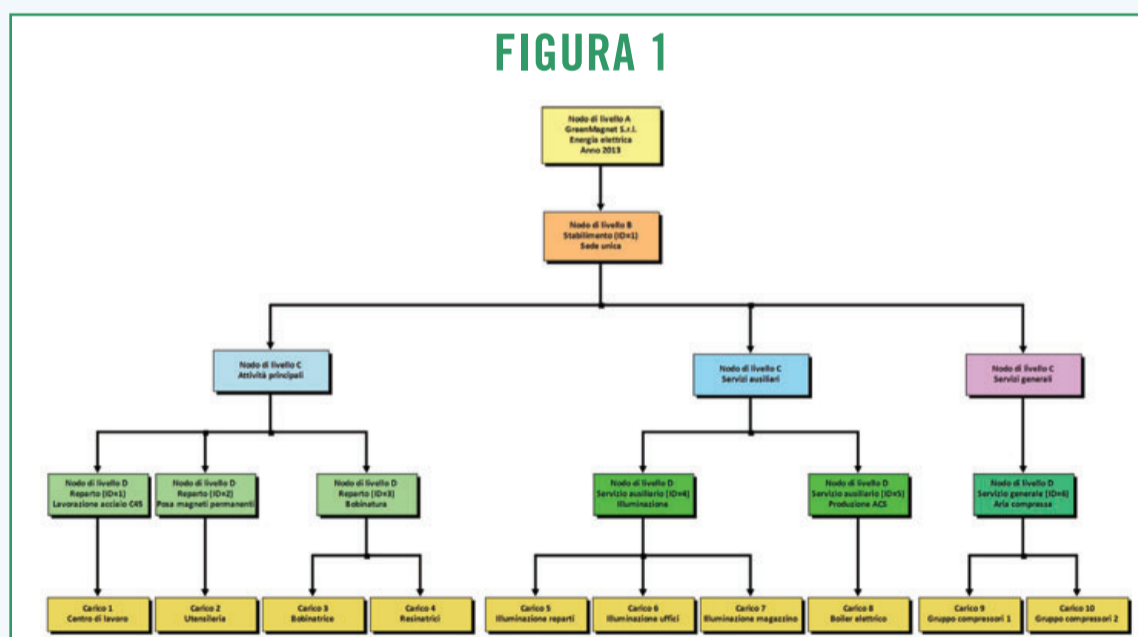 FIGURA 1
Nodo di livello A
GreenMagnet S.r.l.
Energia elettrica
Anno 2013
Nodo di livello B
Stabilimento (ID=1)
Sede unica
Nodo di livello C
Attività principali
Nodo di livello C
Servizi ausiliari
Nodo di livello C
Servizi generali
Nodo di livello D
Reparto (ID=1)
Lavorazione acciaio C45
Nodo di livello D
Reparto (ID=2)
Posa magneti permanenti
Nodo di livello D
Reparto (ID=3)
Bobinatura
Nodo di livello D
Servizio ausiliario (ID=4)
Illuminazione
Nodo di livello D
Servizio ausiliario (ID=5)
Produzione ACS
Nodo di livello D
Servizio generale (ID=6)
Aria compressa
Carico 1
Centro di lavoro
Carico 2
Utensileria
Carico 3
Bobinatrice
Carico 4
Resinatrici
Carico 5
Illuminazione reparti
Carico 6
Illuminazione uffici
Carico 7
Illuminazione magazzino
Carico 8
Boiler elettrico
Carico 9
Gruppo compressori 1
Carico 10
Gruppo compressori 2